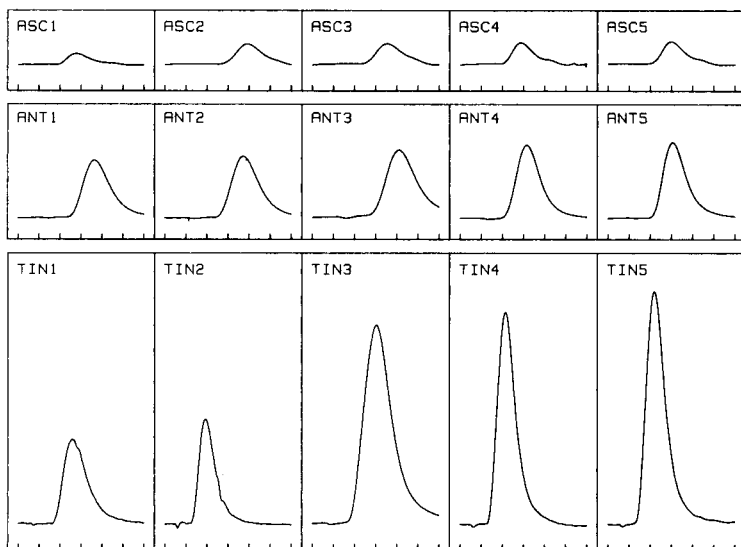 ASC1 ASC2 ASC3 ASC4 ASC5
ANT1 ANT2 ANT3 ANT4 ANT5
TIN1 TIN2 TIN3 TIN4 TIN5